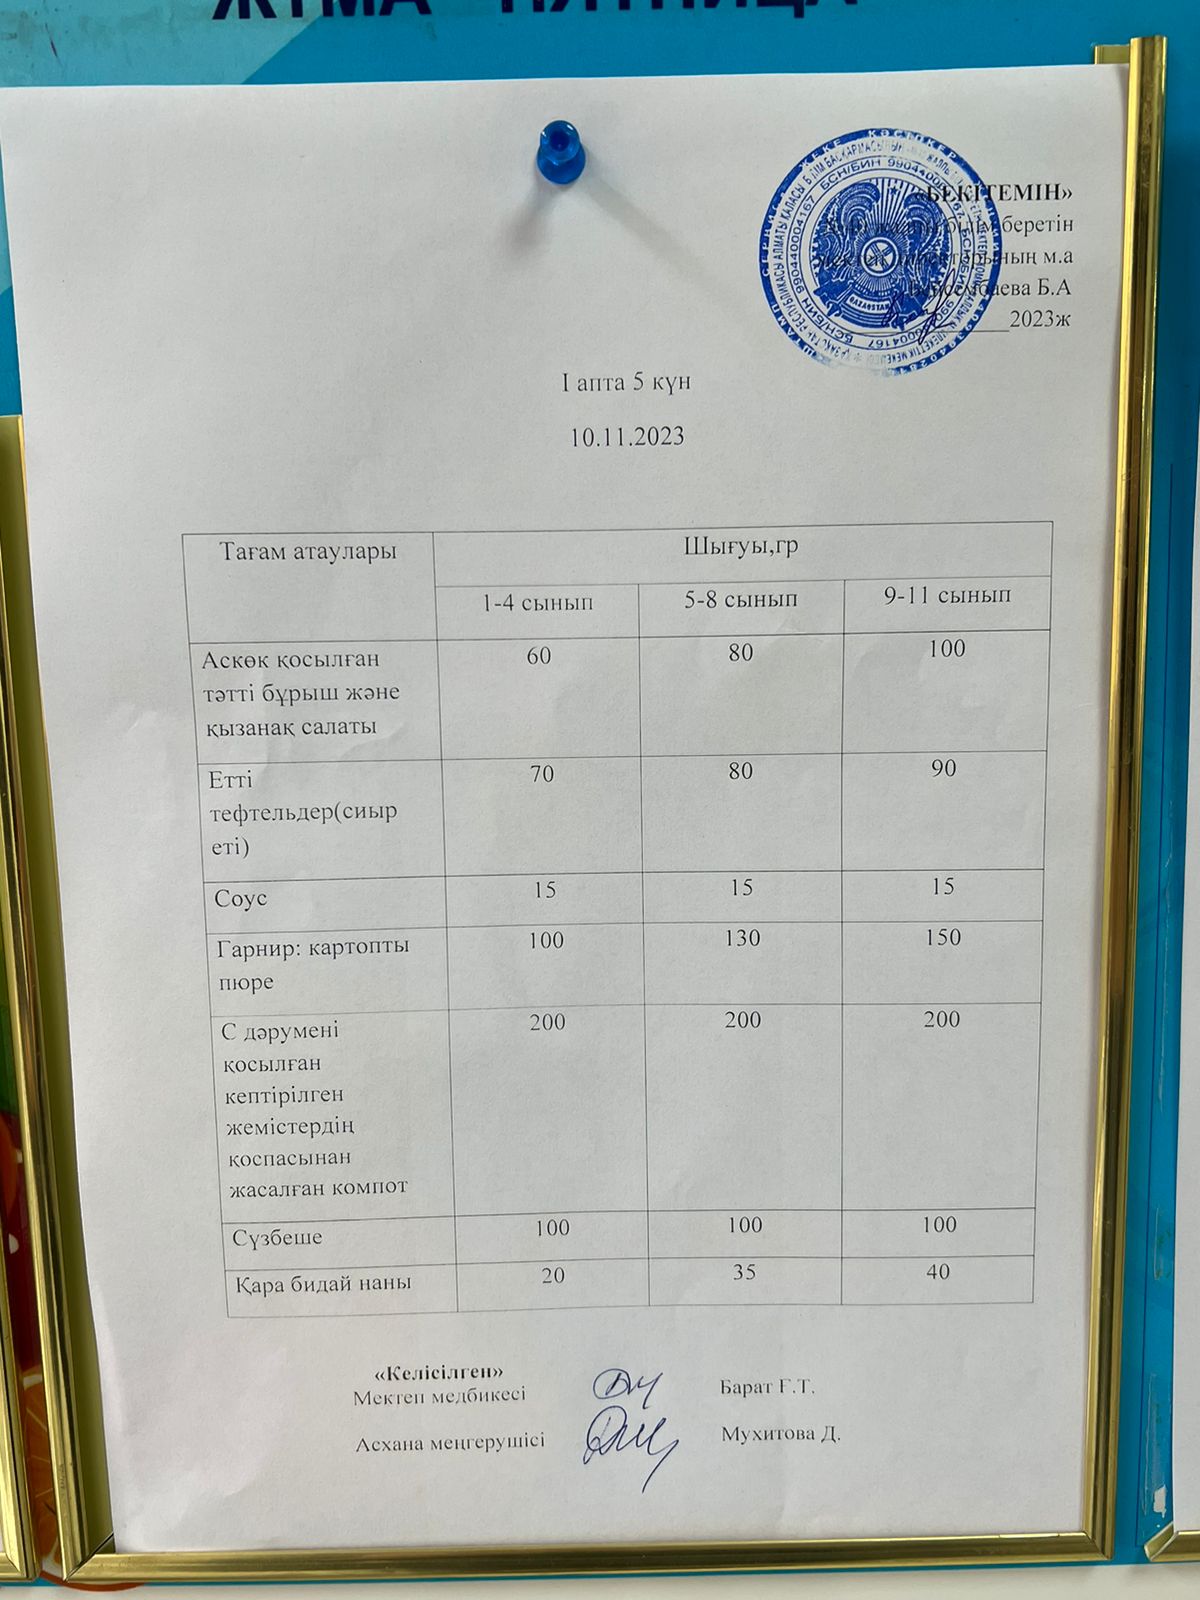 ЖҰМА - ПЯТНИЦА
«БЕКІТЕМІН»
білім беретін
м.а
Б.А
2023ж
І апта 5 күн
10.11.2023
Тағам атаулары
Шығуы,гр
1-4 сынып
5-8 сынып
9-11 сынып
Аскөк қосылған
тәтті бұрыш және
қызанақ салаты
60
80
100
Етті
тефтельдер(сиыр
еті)
70
80
90
Соус
15
15
15
Гарнир: картопты
пюре
100
130
150
С дәрумені
қосылған
кептірілген
жемістердің
қоспасынан
жасалған компот
200
200
200
Сүзбеше
100
100
100
Қара бидай наны
20
35
40
«Келісілген»
Мектеп медбикесі
Барат Ғ.Т.
Асхана меңгерушісі
Мухитова Д.